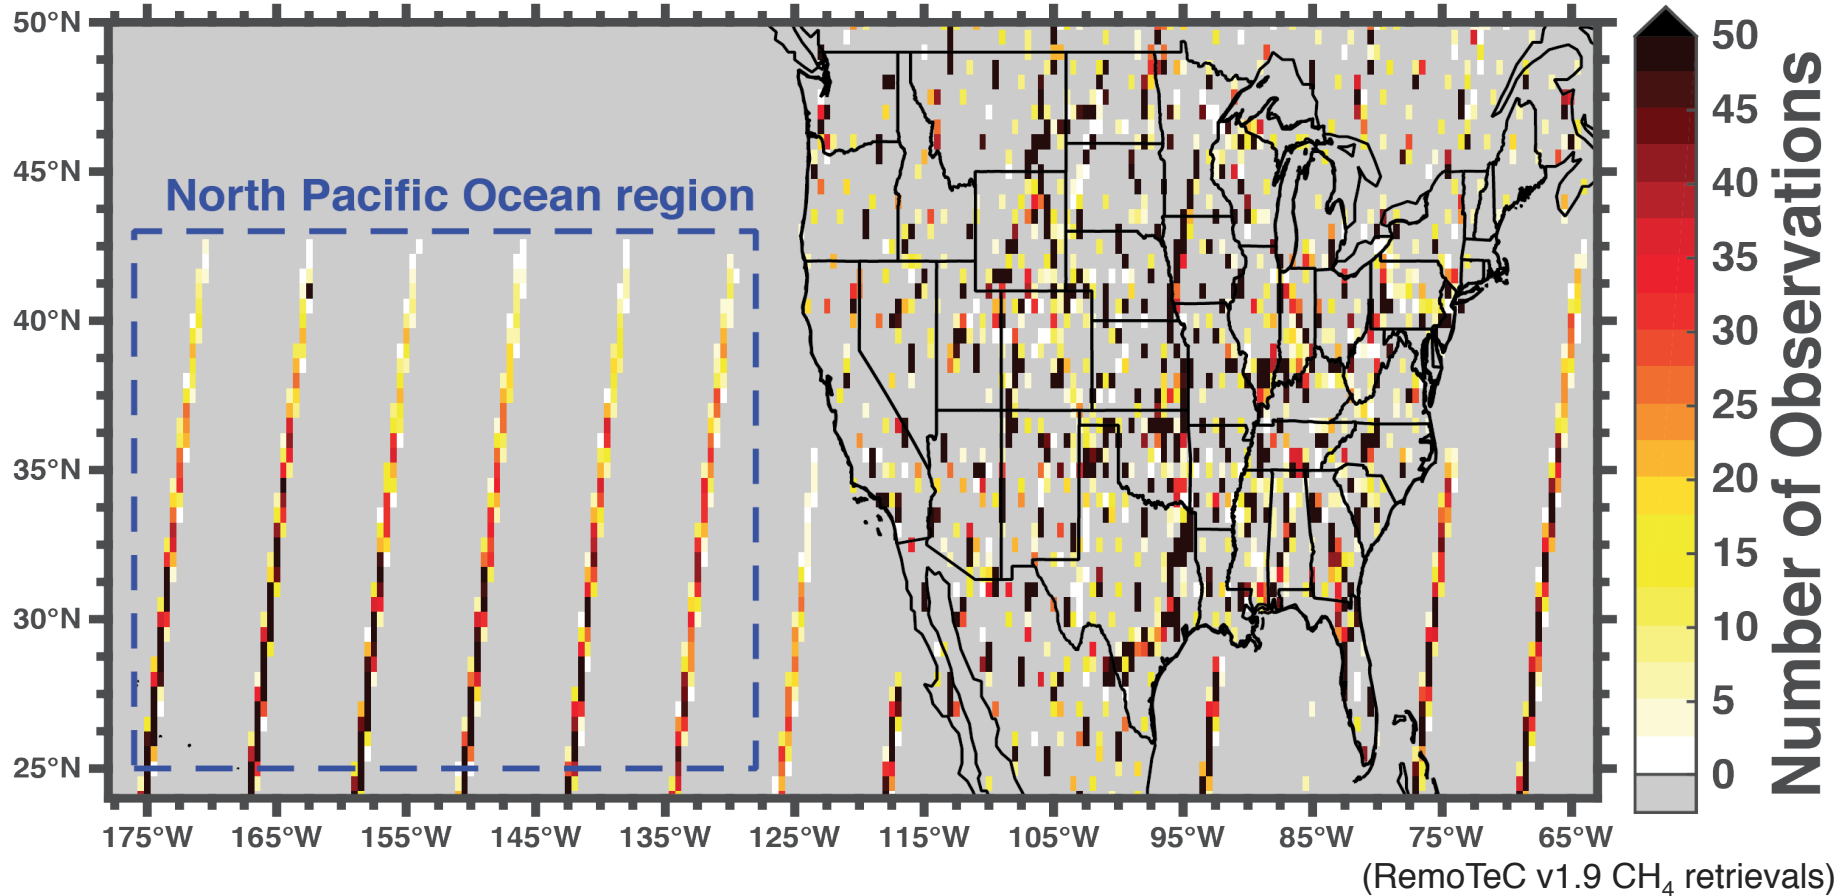 50°N
45°N
40°N
35°N
30°N
25°N
North Pacific Ocean region
175°W 165°W 155°W 145°W 135°W 125°W 115°W 105°W 95°W 85°W 75°W 65°W
50
45
40
35
30
25
20
15
10
5
0
Number of Observations
(RemoTeC v1.9 CH₄ retrievals)